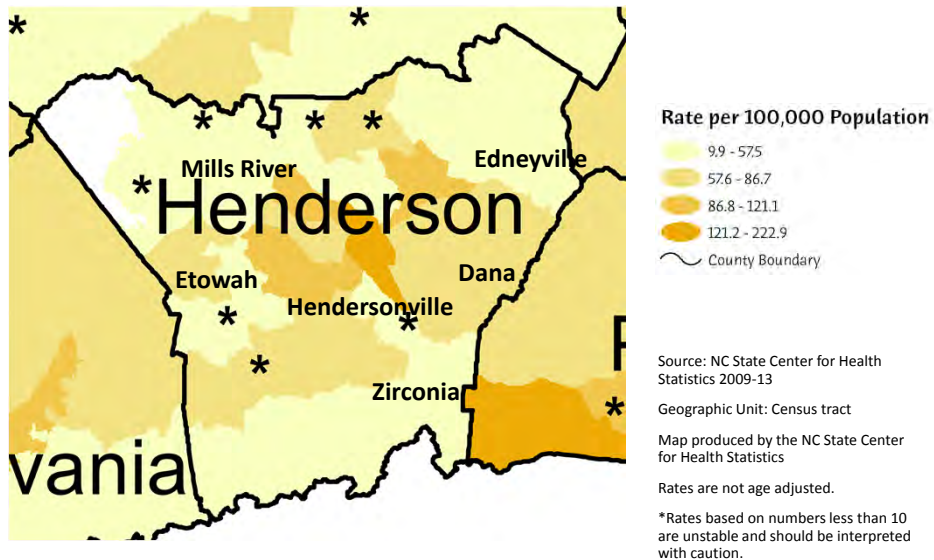 *
*
*
*
*
Mills River
Edneyville
*
Henderson
Etowah
Dana
Hendersonville
*
*
*
Zirconia
*
vania
Rate per 100,000 Population
9.9 - 57.5
57.6 - 86.7
86.8 - 121.1
121.2 - 222.9
County Boundary
Source: NC State Center for Health
Statistics 2009-13
Geographic Unit: Census tract
Map produced by the NC State Center
for Health Statistics
Rates are not age adjusted.
*Rates based on numbers less than 10
are unstable and should be interpreted
with caution.